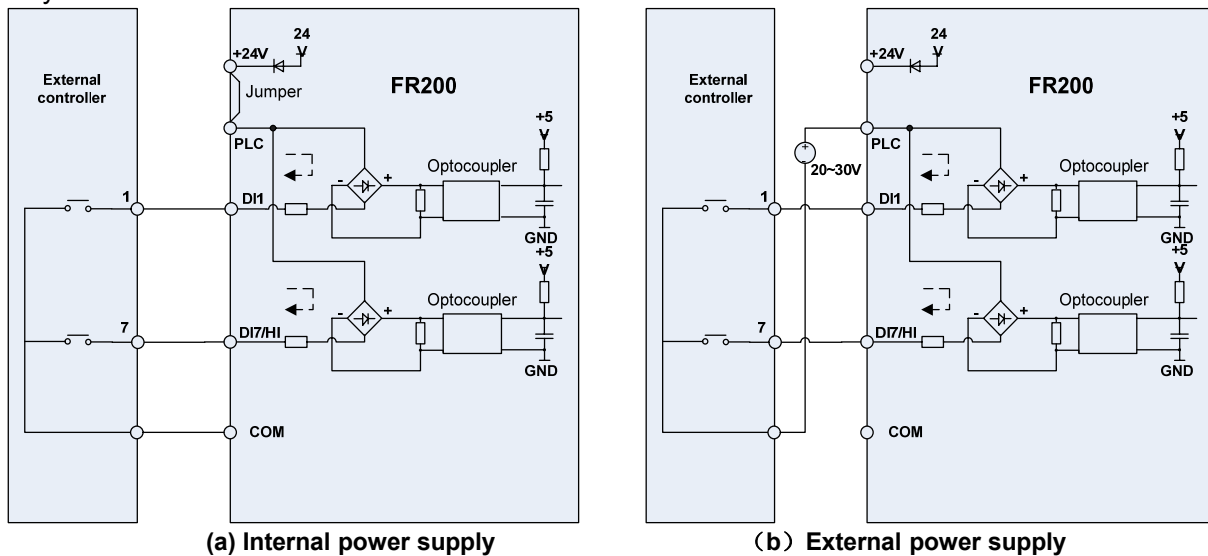 24
V
+24V
External
controller
Jumper
FR200
PLC
+5
V
Optocoupler
-
+
1
DI1
GND
+5
V
Optocoupler
-
+
7
DI7/HI
GND
COM
(a) Internal power supply
24
V
+24V
External
controller
FR200
PLC
+
-
20~30V
+5
V
Optocoupler
-
+
1
DI1
GND
+5
V
Optocoupler
-
+
7
DI7/HI
GND
COM
（b）External power supply